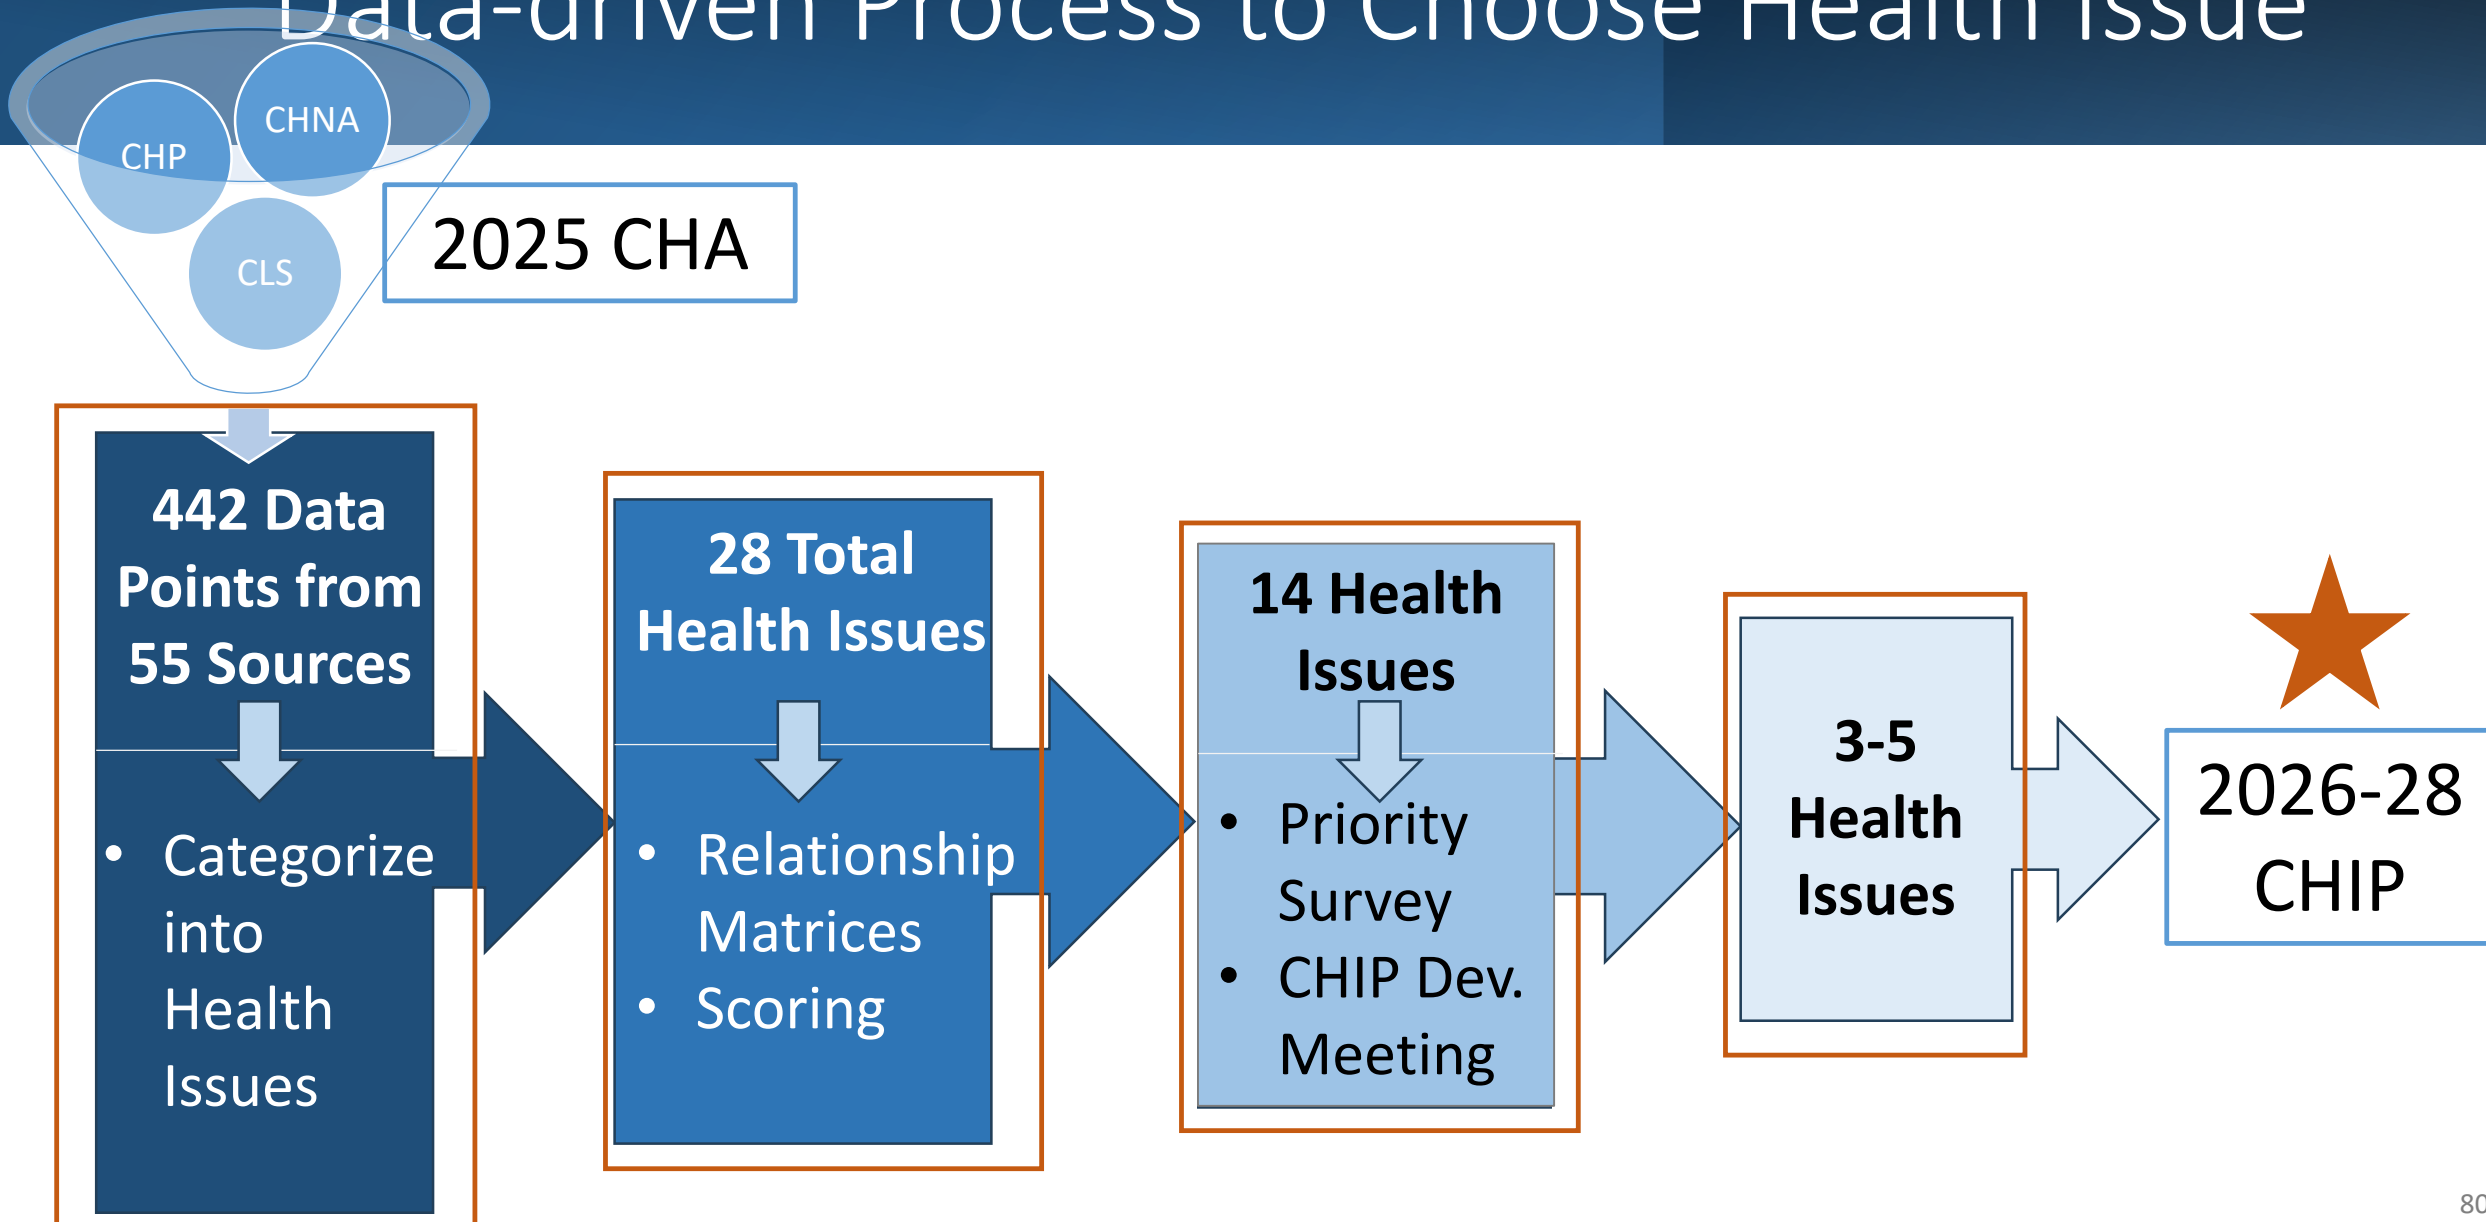 Data-driven Process to Choose Health Issue
CHNA
CHP
CLS
2025 CHA
442 Data
Points from
55 Sources
• Categorize
into
Health
Issues
28 Total
Health Issues
• Relationship
Matrices
• Scoring
14 Health
Issues
• Priority
Survey
• CHIP Dev.
Meeting
3-5
Health
Issues
2026-28
CHIP
80